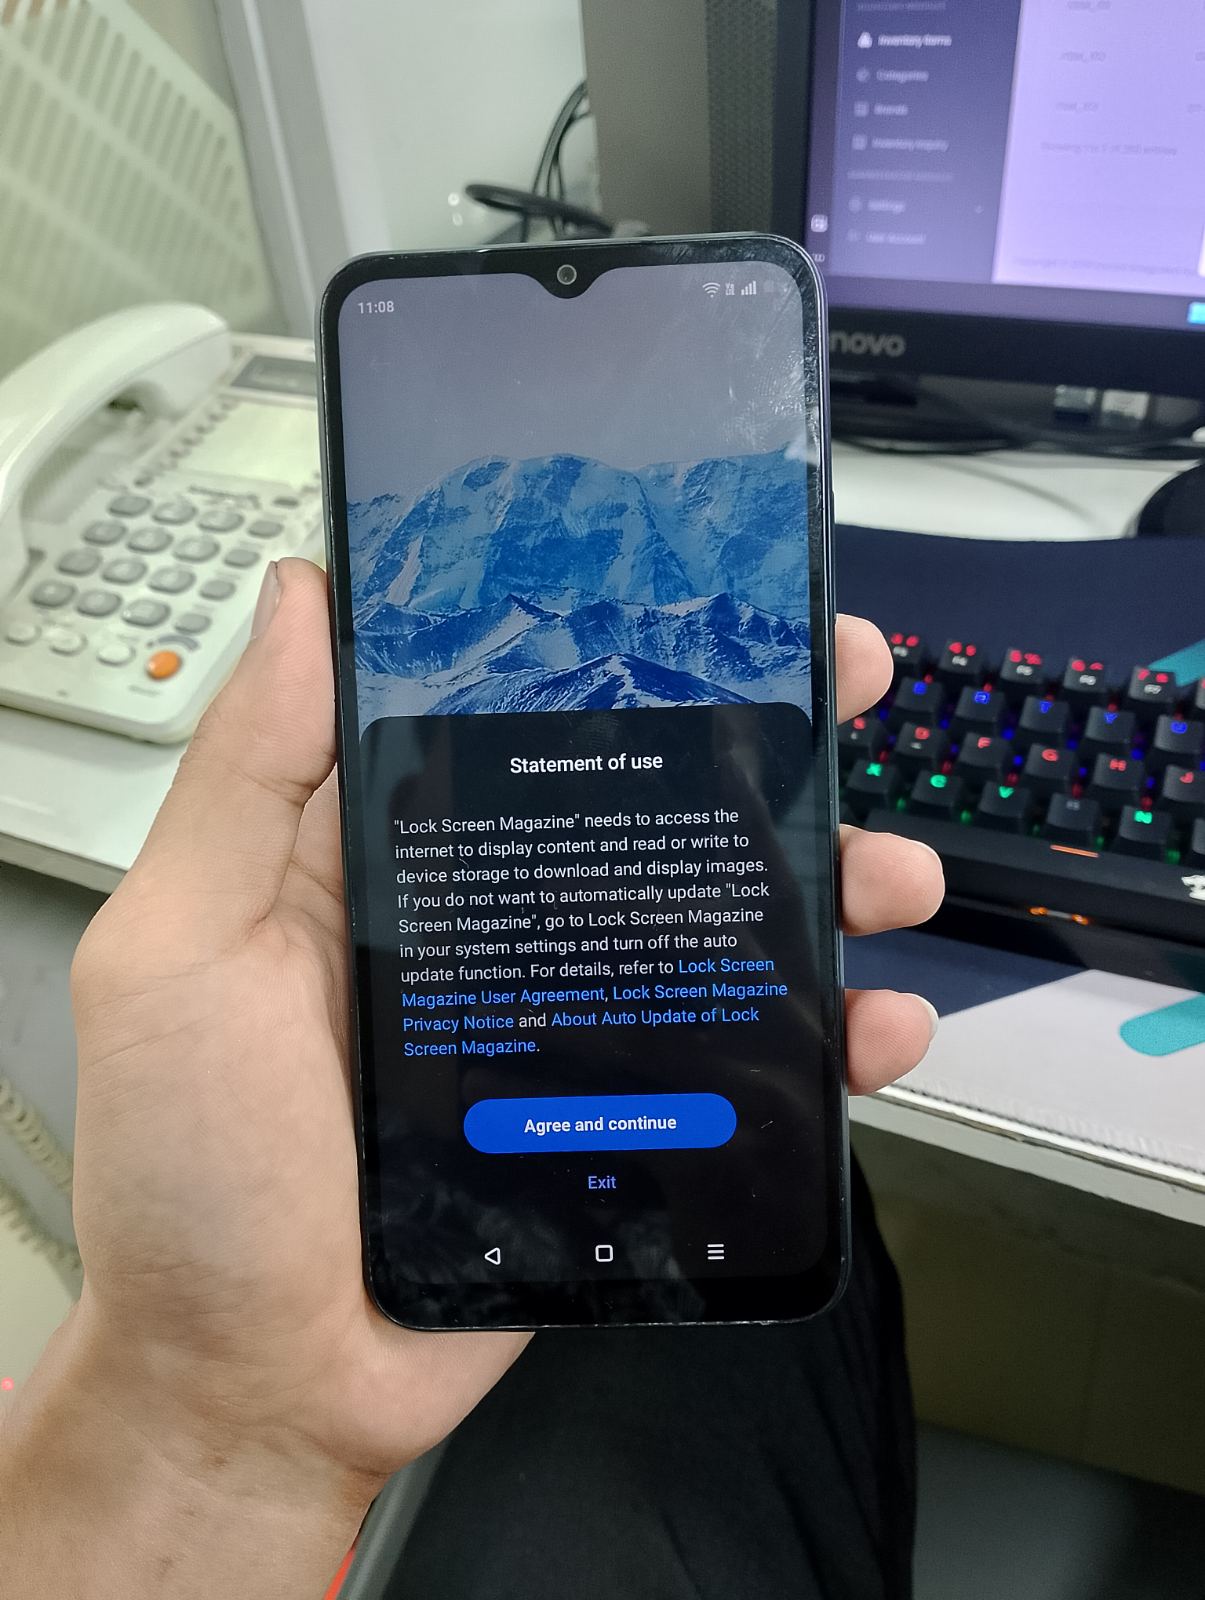 Inventory Items
Categories
Brands
Inventory Inquiry
Settings
User Account
novo
11:08
Statement of use
"Lock Screen Magazine" needs to access the
internet to display content and read or write to
device storage to download and display images.
If you do not want to automatically update "Lock
Screen Magazine", go to Lock Screen Magazine
in your system settings and turn off the auto
update function. For details, refer to Lock Screen
Magazine User Agreement, Lock Screen Magazine
Privacy Notice and About Auto Update of Lock
Screen Magazine.
Agree and continue
Exit